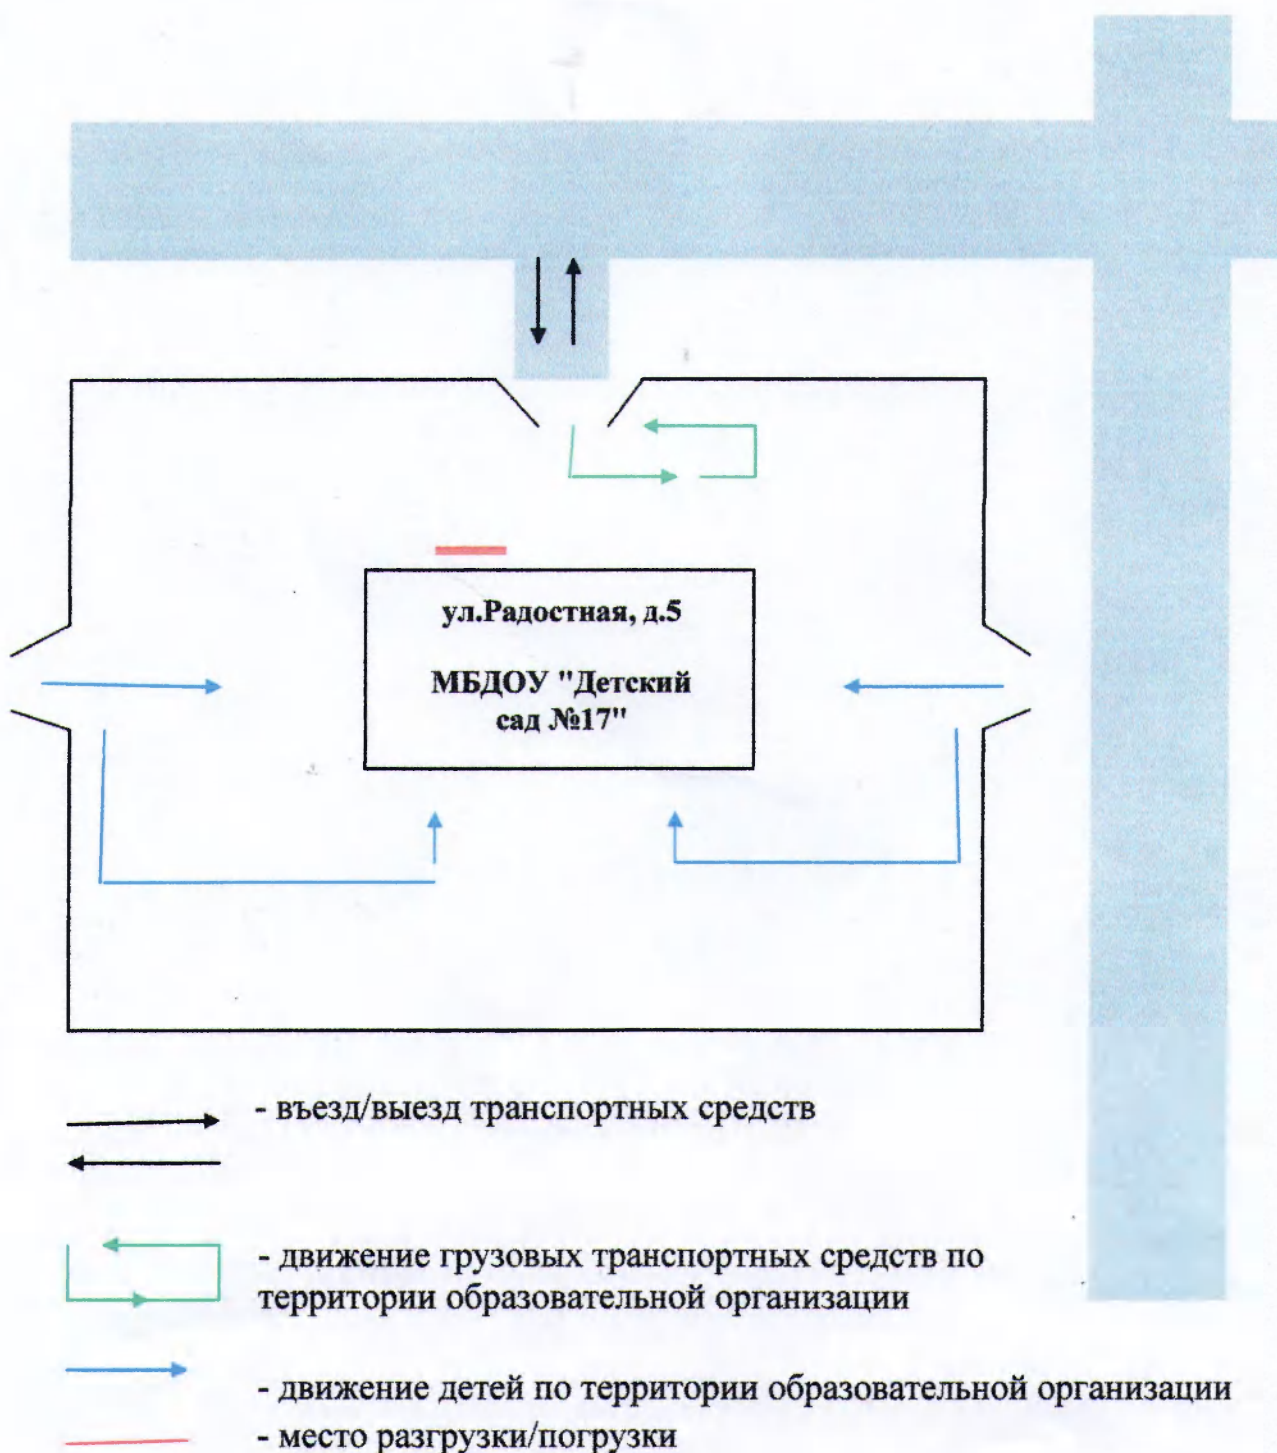 ул.Радостная, д.5
МБДОУ "Детский
сад №17"
- въезд/выезд транспортных средств
- движение грузовых транспортных средств по
территории образовательной организации
- движение детей по территории образовательной организации
- место разгрузки/погрузки